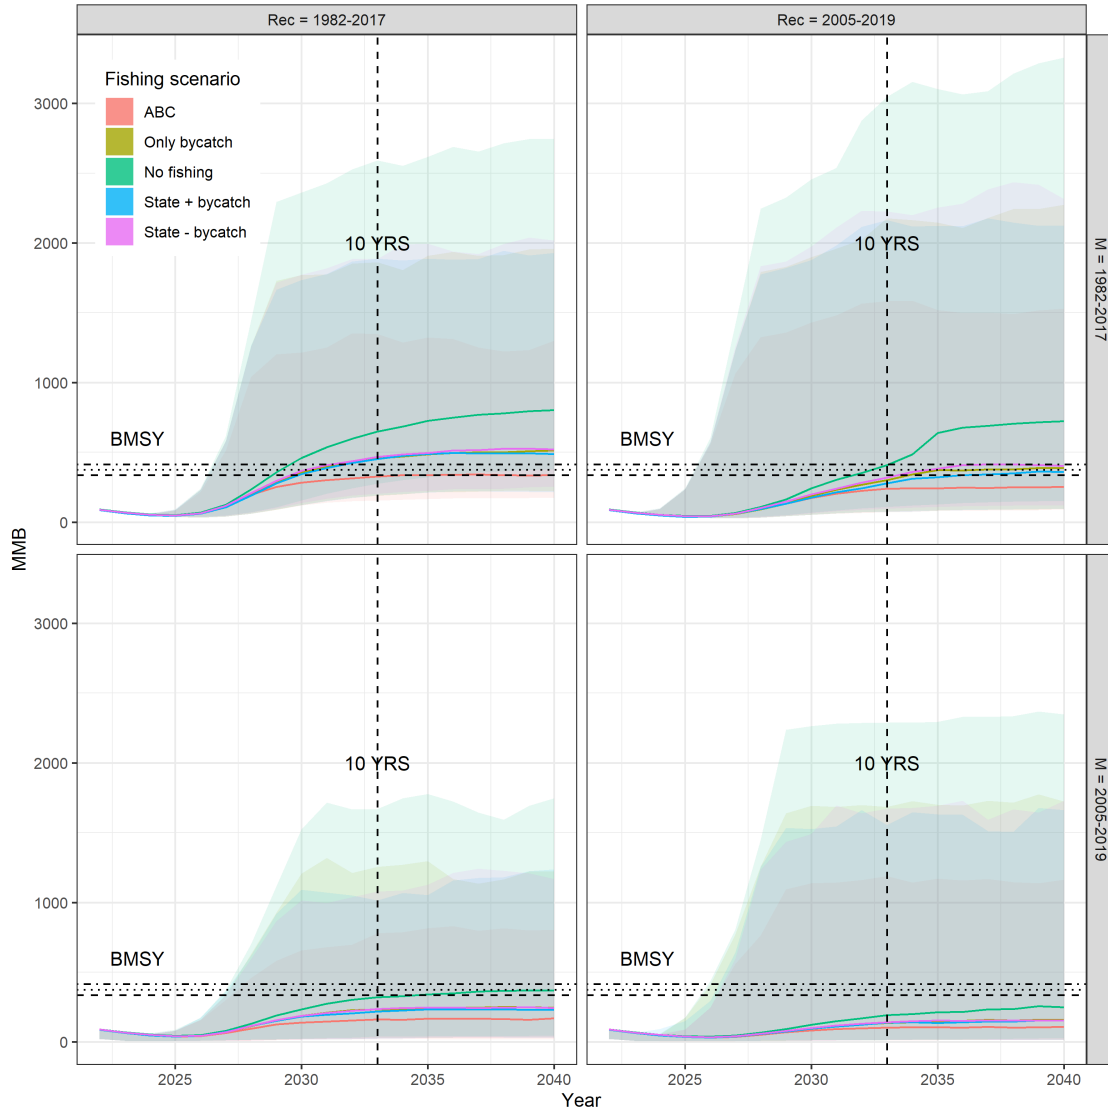 Rec = 1982-2017
Rec = 2005-2019
Fishing scenario
ABC
Only bycatch
No fishing
State + bycatch
State - bycatch
3000
2000
1000
0
10 YRS
BMSY
10 YRS
BMSY
M = 1982-2017
MMB
3000
2000
1000
0
10 YRS
BMSY
10 YRS
BMSY
M = 2005-2019
2025
2030
2035
2040
2025
2030
2035
2040
Year